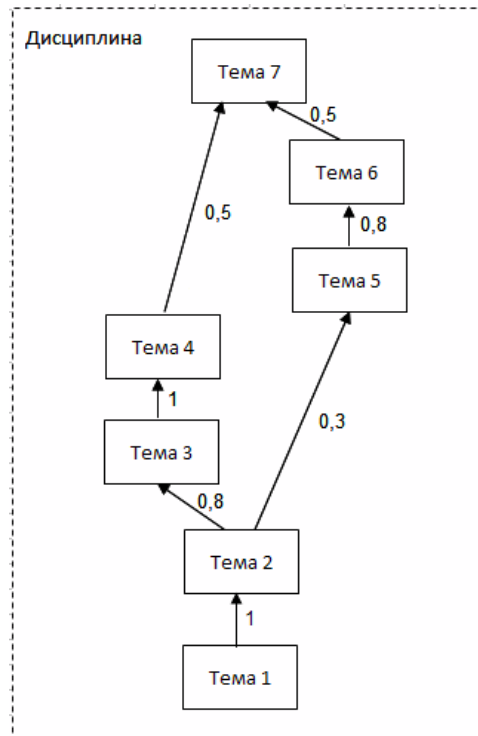 Дисциплина
Тема 7
0,5
Тема 6
0,5
0,8
Тема 5
Тема 4
1
0,3
Тема 3
0,8
Тема 2
1
Тема 1